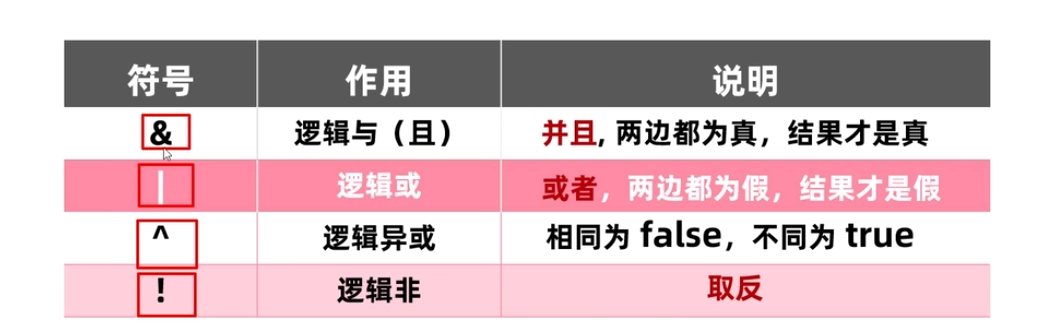 符号 作用 说明
& 逻辑与（且） 并且, 两边都为真，结果才是真
| 逻辑或 或者，两边都为假，结果才是假
^ 逻辑异或 相同为 false，不同为 true
! 逻辑非 取反